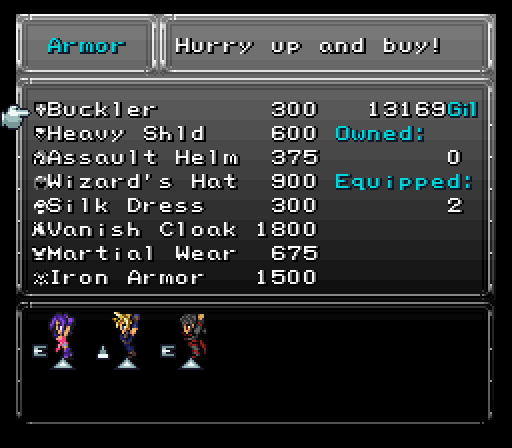 Armor
Hurry up and buy!
Buckler 300 13169Gil
Heavy Shld 600 Owned:
Assault Helm 375 0
Wizard's Hat 900 Equipped:
Silk Dress 300 2
Vanish Cloak 1800
Martial Wear 675
Iron Armor 1500
E E